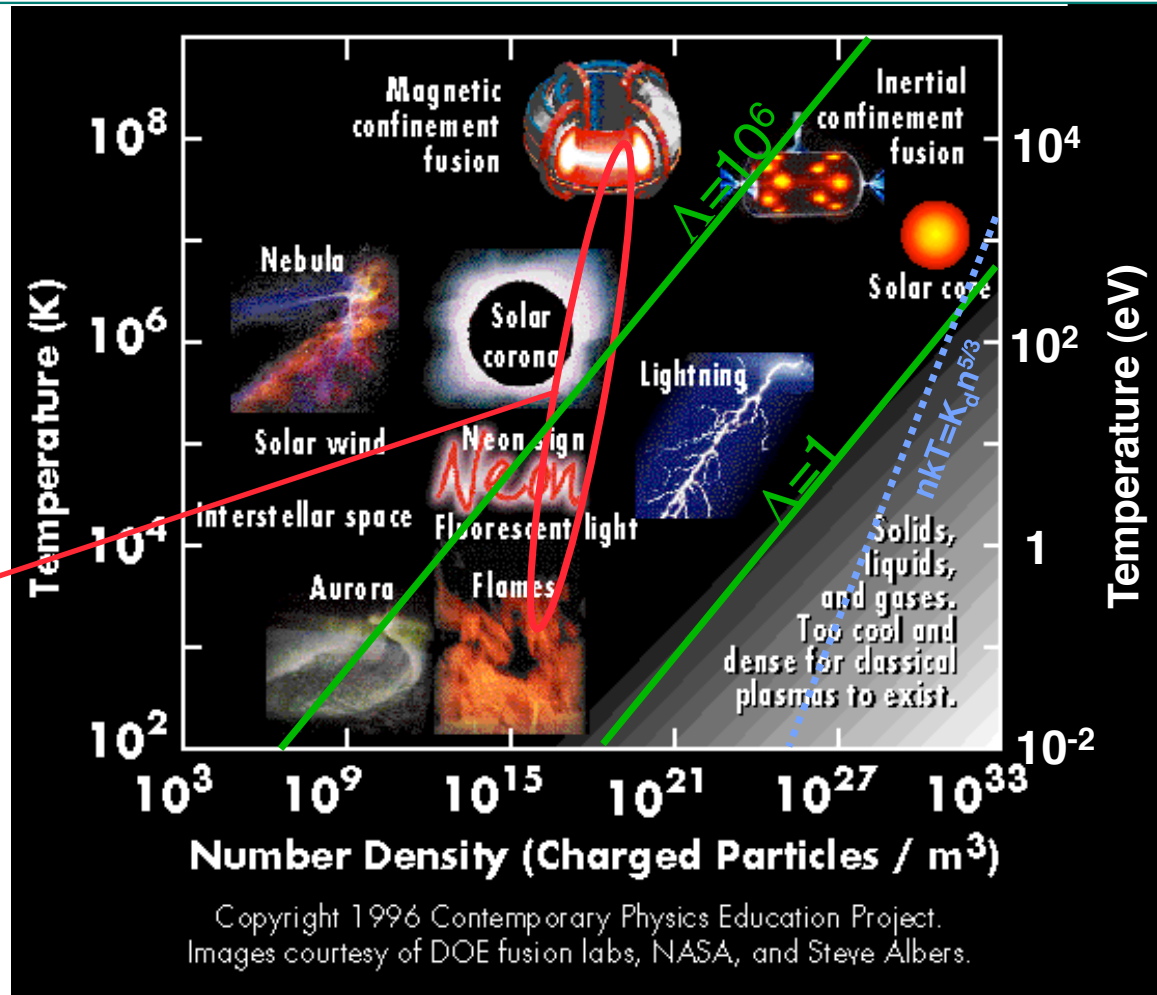 Magnetic
confinement
fusion
Inertial
confinement
fusion
Λ=10⁶
10⁸
10⁴
Nebula
Solar
corona
Solar core
10⁶
10²
Lightning
nkT=K_dn^5/3
Solar wind
Neon sign
Neon
Λ=1
Interstellar space
Fluorescent light
10⁴
1
Solids,
liquids,
and gases.
Too cool and
dense for classical
plasmas to exist.
Aurora
Flames
10²
10⁻²
Temperature (K)
Temperature (eV)
10³ 10⁹ 10¹⁵ 10²¹ 10²⁷ 10³³
Number Density (Charged Particles / m³)
Copyright 1996 Contemporary Physics Education Project.
Images courtesy of DOE fusion labs, NASA, and Steve Albers.